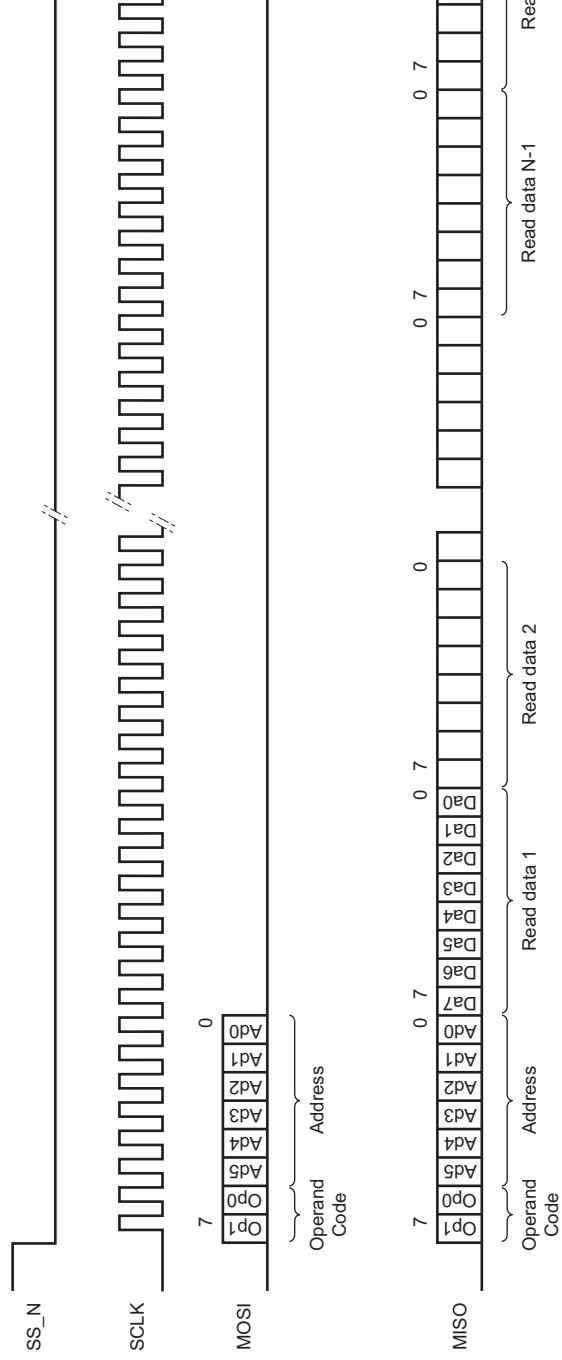 SS_N
SCLK
MOSI
7 0
Op1 Op0 Ad5 Ad4 Ad3 Ad2 Ad1 Ad0
Operand
Code
Address
MISO
7 0 7 0 7 0 0 7 0 7
Op1 Op0 Ad5 Ad4 Ad3 Ad2 Ad1 Ad0 Da7 Da6 Da5 Da4 Da3 Da2 Da1 Da0
Operand
Code
Address
Read data 1
Read data 2
Read data N-1